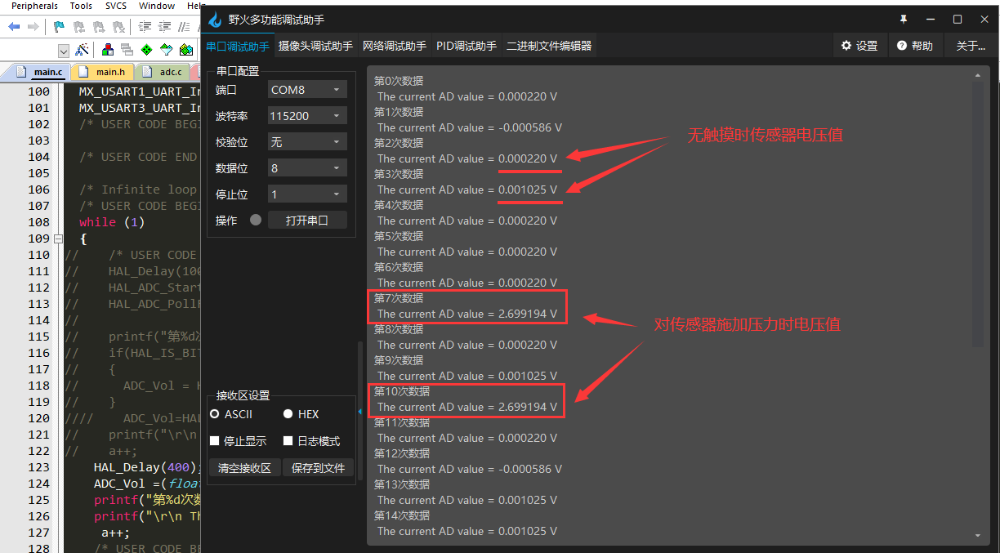 Peripherals Tools SVCS Window Help
main.c main.h adc.c
100 MX_USART1_UART_In
101 MX_USART3_UART_In
102 /* USER CODE BEGI
103
104 /* USER CODE END
105
106 /* Infinite loop
107 /* USER CODE BEGI
108 while (1)
109 {
110 // /* USER CODE
111 // HAL_Delay(100
112 // HAL_ADC_Start
113 // HAL_ADC_PollF
114 //
115 // printf("第%d次
116 // if(HAL_IS_BIT
117 // {
118 // ADC_Vol = H
119 // }
120 //// ADC_Vol=HAL
121 // printf("\r\n
122 // a++;
123 HAL_Delay(400);
124 ADC_Vol =(float
125 printf("第%d次数
126 printf("\r\n Th
127 a++;
128 /* USER CODE BE
野火多功能调试助手
串口调试助手 摄像头调试助手 网络调试助手 PID调试助手 二进制文件编辑器 设置 帮助 关于...
串口配置
端口 COM8
波特率 115200
校验位 无
数据位 8
停止位 1
操作 打开串口
接收区设置
ASCII HEX
停止显示 日志模式
清空接收区 保存到文件
第0次数据
The current AD value = 0.000220 V
第1次数据
The current AD value = -0.000586 V
第2次数据
The current AD value = 0.000220 V
第3次数据
The current AD value = 0.001025 V
第4次数据
The current AD value = 0.000220 V
第5次数据
The current AD value = 0.000220 V
第6次数据
The current AD value = 0.000220 V
第7次数据
The current AD value = 2.699194 V
第8次数据
The current AD value = 0.000220 V
第9次数据
The current AD value = 0.001025 V
第10次数据
The current AD value = 2.699194 V
第11次数据
The current AD value = 0.000220 V
第12次数据
The current AD value = -0.000586 V
第13次数据
The current AD value = 0.001025 V
第14次数据
The current AD value = 0.001025 V
无触摸时传感器电压值
对传感器施加压力时电压值